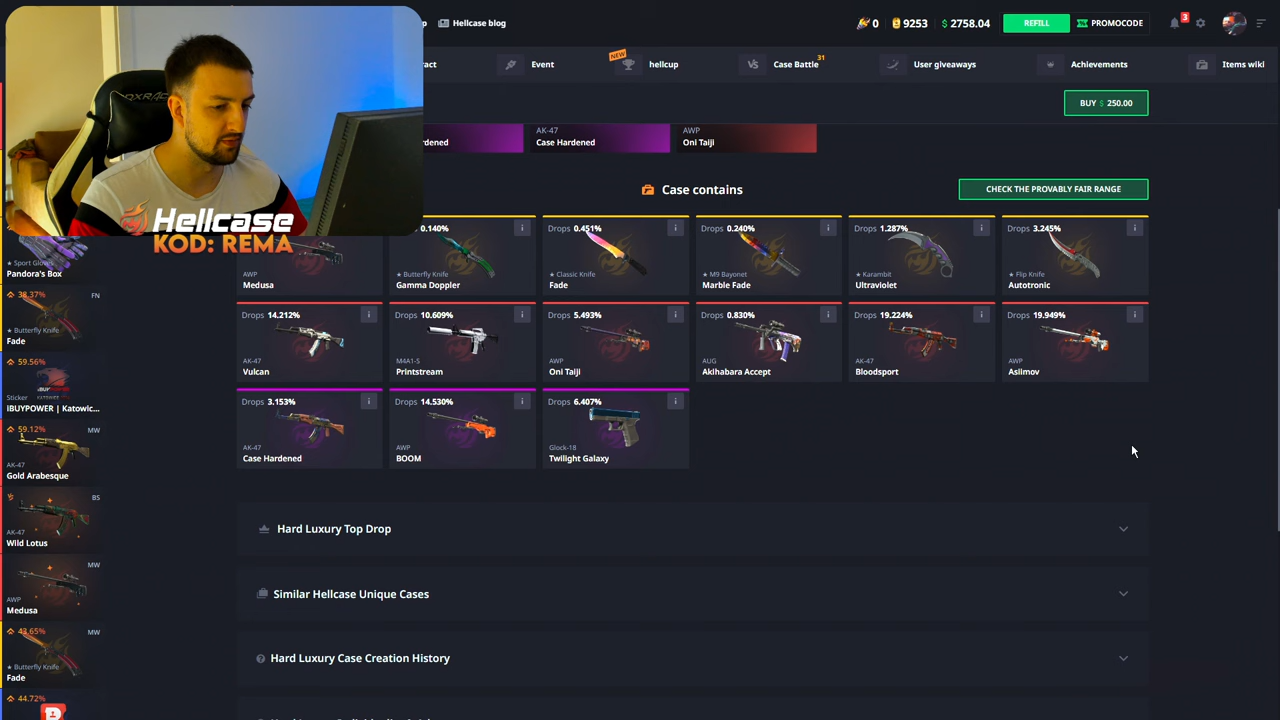 Hellcase blog
0
9253
$ 2758.04
REFILL
PROMOCODE
3
Event
NEW
hellcup
VS
Case Battle
31
User giveaways
Achievements
Items wiki
BUY $ 250.00
AK-47
Case Hardened
AWP
Oni Taiji
DXRACER
Hellcase
KOD: REMA
Case contains
CHECK THE PROVABLY FAIR RANGE
AWP
Medusa
Drops 0.140%
★ Butterfly Knife
Gamma Doppler
Drops 0.451%
★ Classic Knife
Fade
Drops 0.240%
★ M9 Bayonet
Marble Fade
Drops 1.287%
★ Karambit
Ultraviolet
Drops 3.245%
★ Flip Knife
Autotronic
Drops 14.212%
AK-47
Vulcan
Drops 10.609%
M4A1-S
Printstream
Drops 5.493%
AWP
Oni Taiji
Drops 0.830%
AUG
Akihabara Accept
Drops 19.224%
AK-47
Bloodsport
Drops 19.949%
AWP
Asiimov
Drops 3.153%
AK-47
Case Hardened
Drops 14.530%
AWP
BOOM
Drops 6.407%
Glock-18
Twilight Galaxy
Hard Luxury Top Drop
Similar Hellcase Unique Cases
Hard Luxury Case Creation History
★ Sport Gloves
Pandora's Box
38.37%
FN
★ Butterfly Knife
Fade
59.56%
Sticker
IBUYPOWER | Katowic...
59.12%
MW
AK-47
Gold Arabesque
BS
AK-47
Wild Lotus
MW
AWP
Medusa
43.65%
MW
★ Butterfly Knife
Fade
44.72%